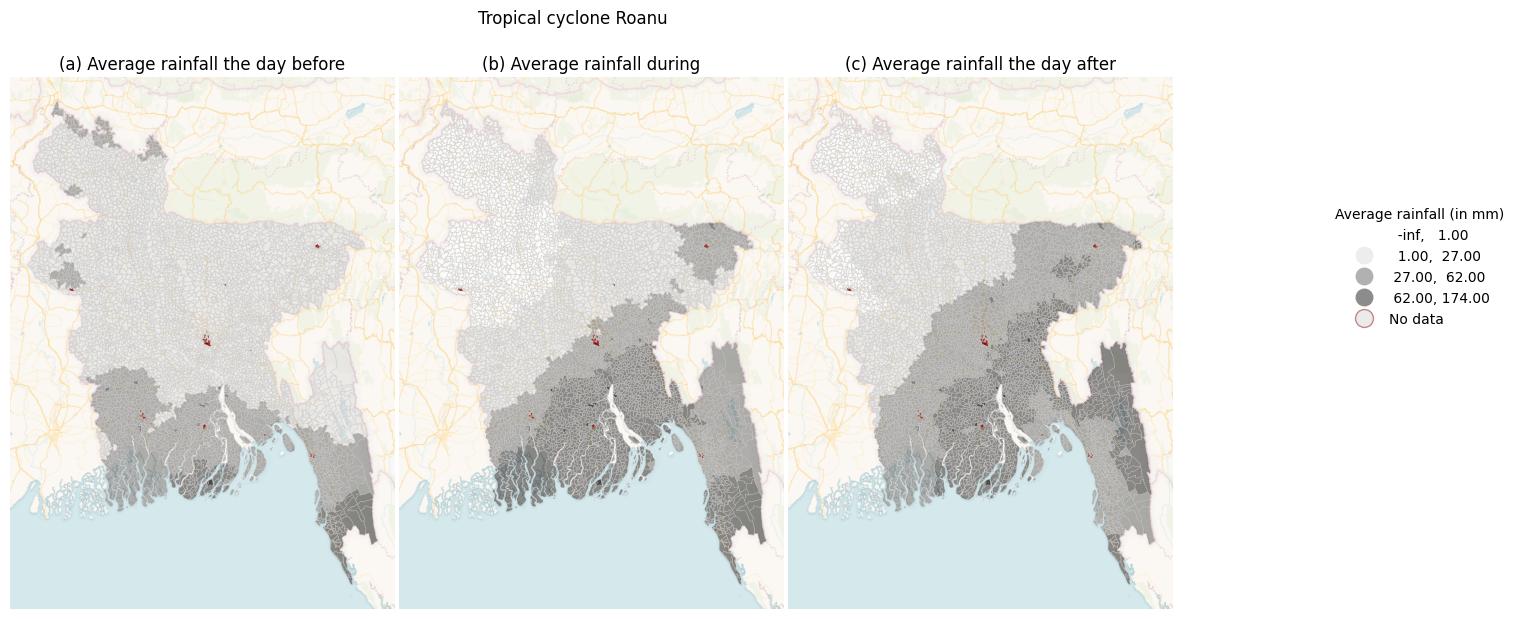 Tropical cyclone Roanu
(a) Average rainfall the day before
(b) Average rainfall during
(c) Average rainfall the day after
Average rainfall (in mm)
-inf, 1.00
1.00, 27.00
27.00, 62.00
62.00, 174.00
No data